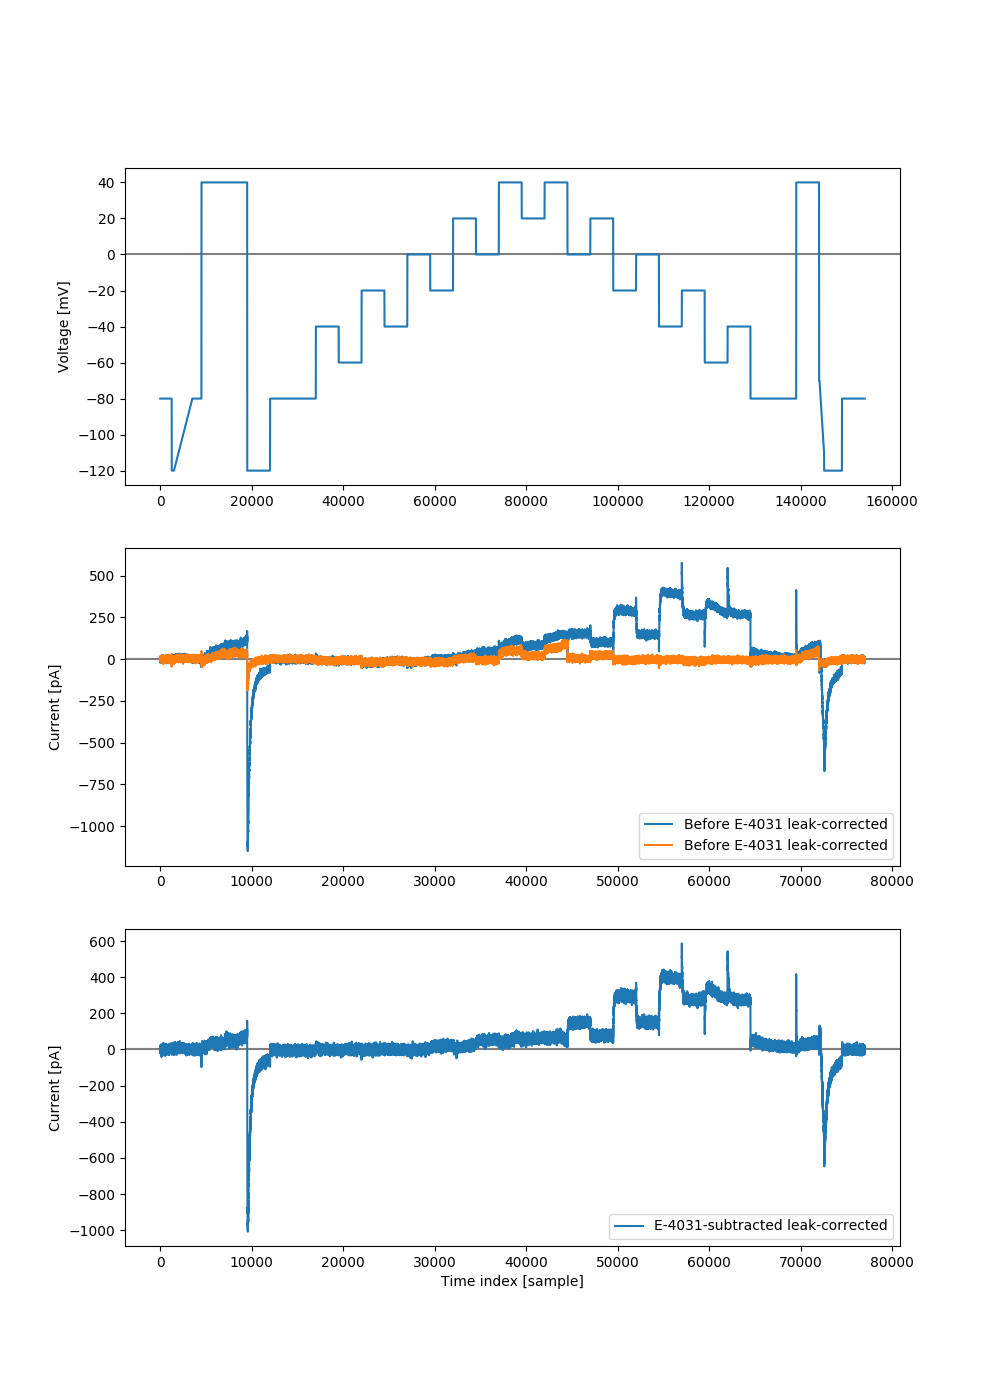 40
20
0
−20
−40
−60
−80
−100
−120
Voltage [mV]
0 20000 40000 60000 80000 100000 120000 140000 160000
500
250
0
−250
−500
−750
−1000
Current [pA]
Before E-4031 leak-corrected
Before E-4031 leak-corrected
0 10000 20000 30000 40000 50000 60000 70000 80000
600
400
200
0
−200
−400
−600
−800
−1000
Current [pA]
E-4031-subtracted leak-corrected
0 10000 20000 30000 40000 50000 60000 70000 80000
Time index [sample]